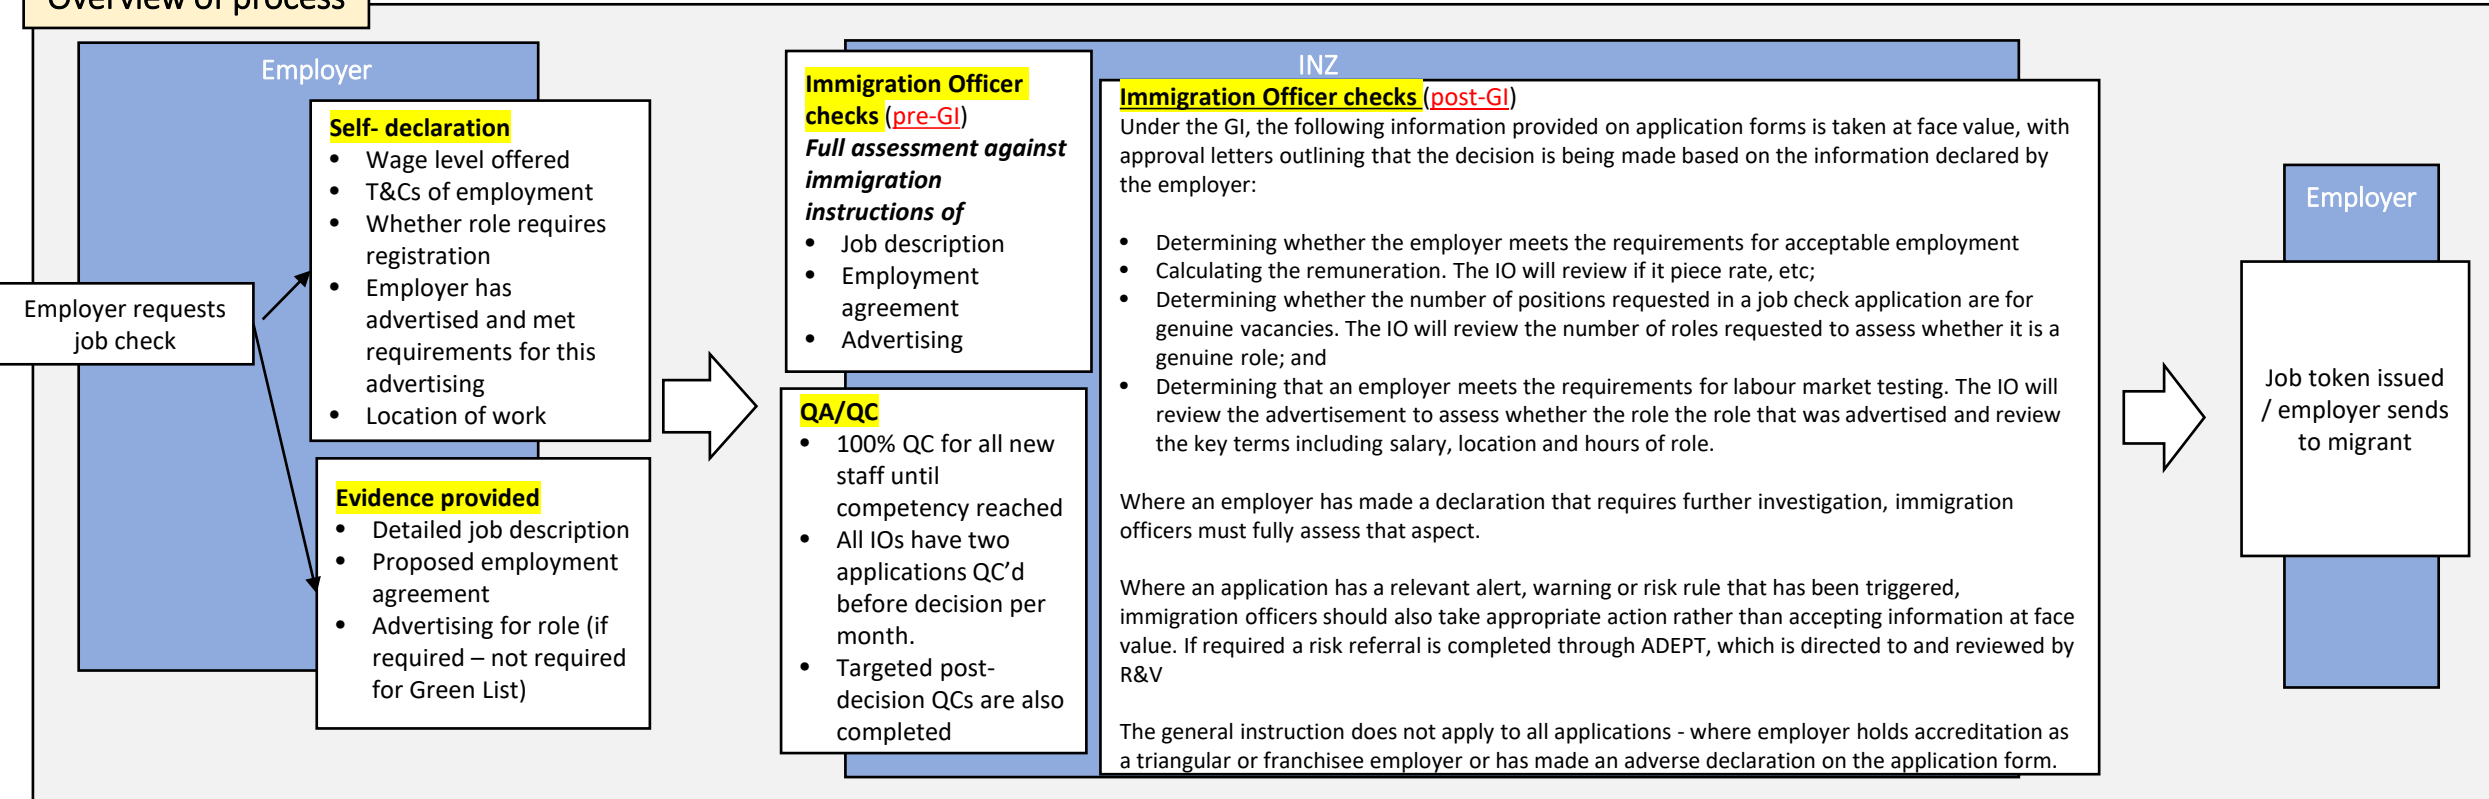 Overview of process
Employer
Employer requests
job check
Self- declaration
• Wage level offered
• T&Cs of employment
• Whether role requires
registration
• Employer has
advertised and met
requirements for this
advertising
• Location of work
Evidence provided
• Detailed job description
• Proposed employment
agreement
• Advertising for role (if
required – not required
for Green List)
INZ
Immigration Officer
checks (pre-GI)
Full assessment against
immigration
instructions of
• Job description
• Employment
agreement
• Advertising
QA/QC
• 100% QC for all new
staff until
competency reached
• All IOs have two
applications QC’d
before decision per
month.
• Targeted post-
decision QCs are also
completed
Immigration Officer checks (post-GI)
Under the GI, the following information provided on application forms is taken at face value, with
approval letters outlining that the decision is being made based on the information declared by
the employer:
• Determining whether the employer meets the requirements for acceptable employment
• Calculating the remuneration. The IO will review if it piece rate, etc;
• Determining whether the number of positions requested in a job check application are for
genuine vacancies. The IO will review the number of roles requested to assess whether it is a
genuine role; and
• Determining that an employer meets the requirements for labour market testing. The IO will
review the advertisement to assess whether the role the role that was advertised and review
the key terms including salary, location and hours of role.
Where an employer has made a declaration that requires further investigation, immigration
officers must fully assess that aspect.
Where an application has a relevant alert, warning or risk rule that has been triggered,
immigration officers should also take appropriate action rather than accepting information at face
value. If required a risk referral is completed through ADEPT, which is directed to and reviewed by
R&V
The general instruction does not apply to all applications - where employer holds accreditation as
a triangular or franchisee employer or has made an adverse declaration on the application form.
Employer
Job token issued
/ employer sends
to migrant